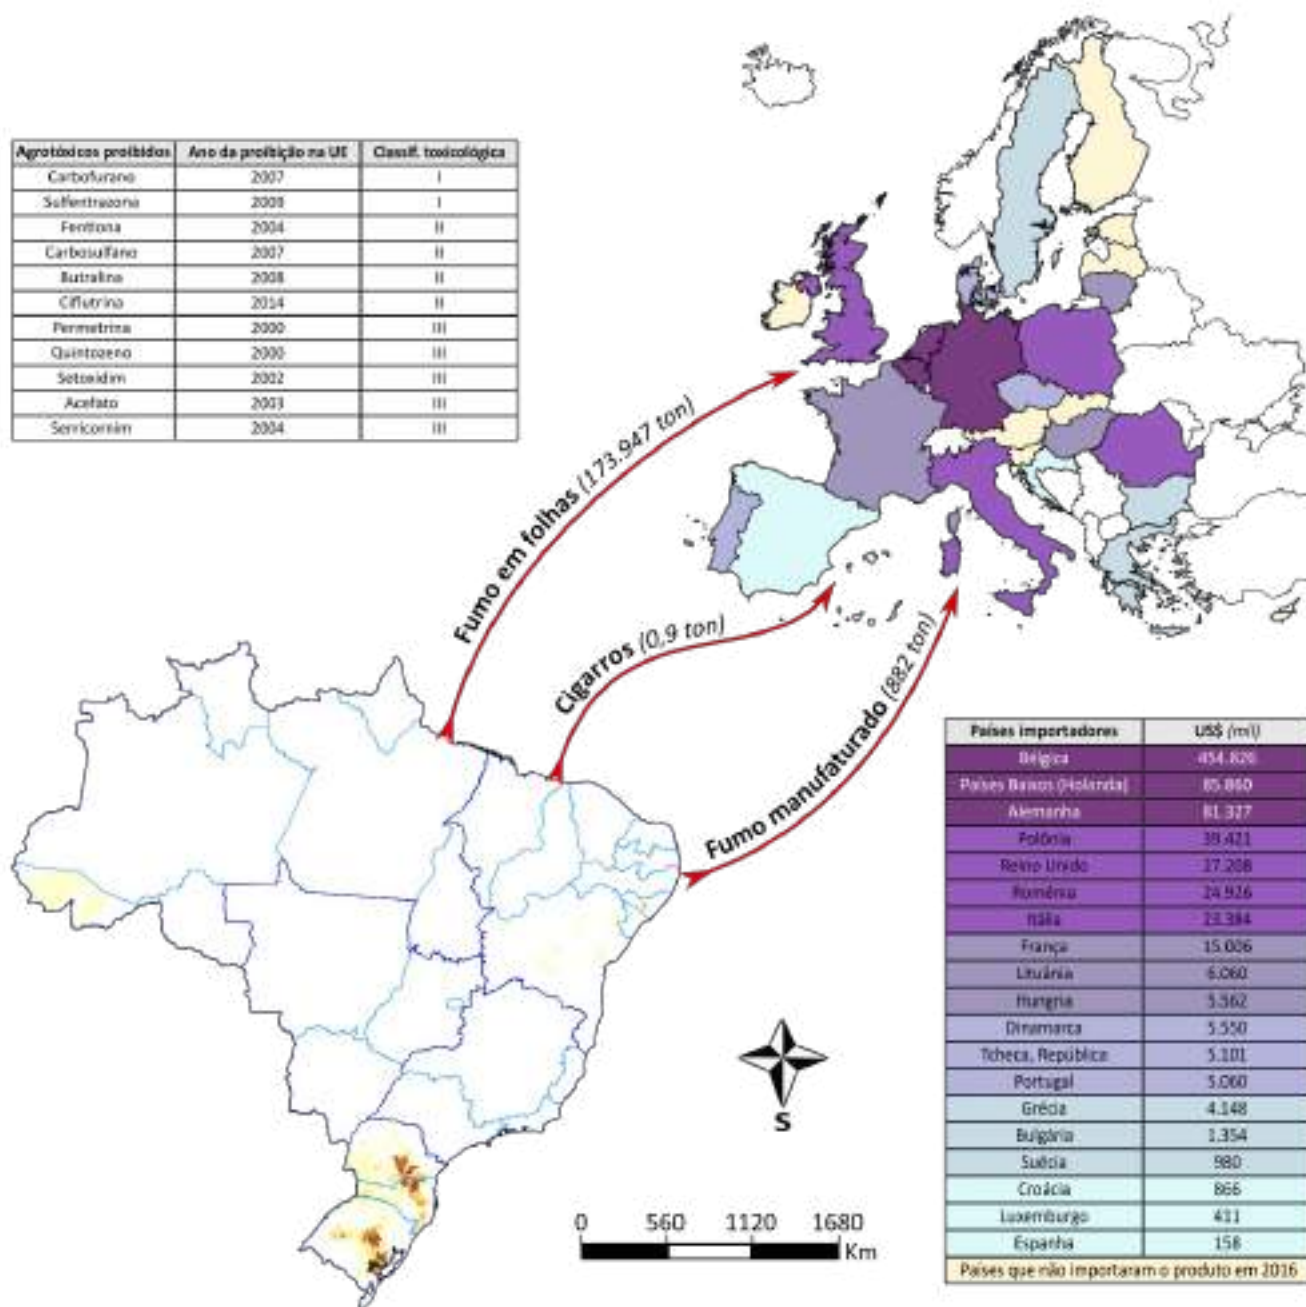 Agrotóxicos proibidos Ano da proibição na UE Classif. toxicológica
Carbofurano 2007 I
Sulfentrazona 2009 I
Fentiona 2004 II
Carbosulfano 2007 II
Butralina 2008 II
Ciflutrina 2014 II
Permetrina 2000 III
Quintozeno 2000 III
Setoxidim 2002 III
Acefato 2003 III
Serricornim 2004 III
Fumo em folhas (173.947 ton)
Cigarros (0,9 ton)
Fumo manufaturado (882 ton)
Países importadores US$ (mil)
Bélgica 454.826
Países Baixos (Holanda) 85.860
Alemanha 81.327
Polônia 39.421
Reino Unido 27.208
Romênia 24.926
Itália 23.384
França 15.006
Lituânia 6.060
Hungria 5.562
Dinamarca 5.550
Tcheca, República 5.101
Portugal 5.060
Grécia 4.148
Bulgária 1.354
Suécia 980
Croácia 866
Luxemburgo 411
Espanha 158
Países que não importaram o produto em 2016
S
0 560 1120 1680
Km